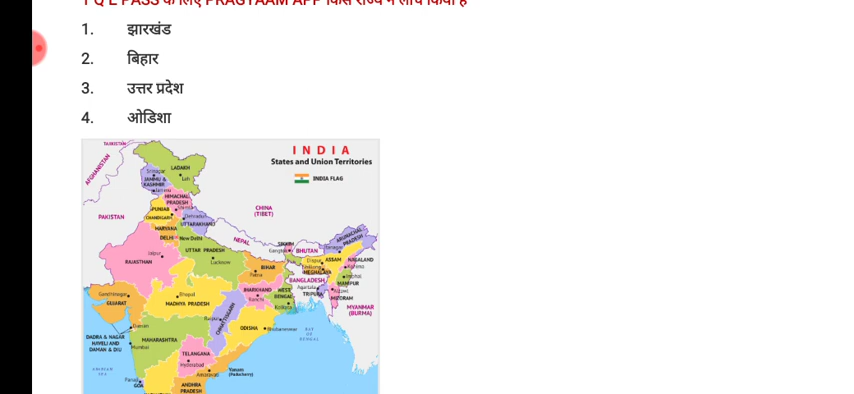 1. झारखंड
2. बिहार
3. उत्तर प्रदेश
4. ओडिशा
INDIA
States and Union Territories
INDIA FLAG
TAJIKISTAN
AFGHANISTAN
LADAKH
Srinagar
Leh
JAMMU & KASHMIR
Jammu
HIMACHAL PRADESH
Shimla
PUNJAB
CHANDIGARH
Dehradun
UTTARAKHAND
CHINA
(TIBET)
PAKISTAN
HARYANA
DELHI
New Delhi
NEPAL
SIKKIM
Gangtok
BHUTAN
ARUNACHAL PRADESH
Itanagar
Jaipur
RAJASTHAN
UTTAR PRADESH
Lucknow
BIHAR
Patna
Dispur
ASSAM
NAGALAND
Kohima
Shillong
MEGHALAYA
Imphal
MANIPUR
BANGLADESH
Agartala
TRIPURA
Aizawl
MIZORAM
Gandhinagar
GUJARAT
Bhopal
MADHYA PRADESH
JHARKHAND
Ranchi
WEST BENGAL
Kolkata
MYANMAR
(BURMA)
Raipur
CHHATTISGARH
ODISHA
Bhubaneswar
BAY OF BENGAL
Daman
DADRA & NAGAR
HAVELI AND
DAMAN & DIU
Mumbai
MAHARASHTRA
TELANGANA
Hyderabad
ARABIAN SEA
Yanam
(Puducherry)
Amaravati
Panaji
GOA
ANDHRA
PRADESH